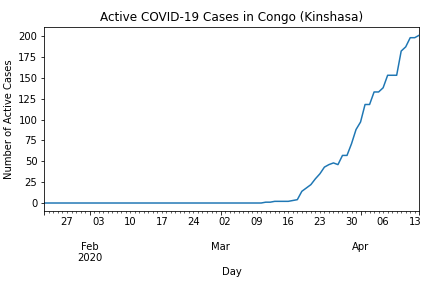 Active COVID-19 Cases in Congo (Kinshasa)
Number of Active Cases
200
175
150
125
100
75
50
25
0
27 03 10 17 24 02 09 16 23 30 06 13
Feb Mar Apr
2020
Day